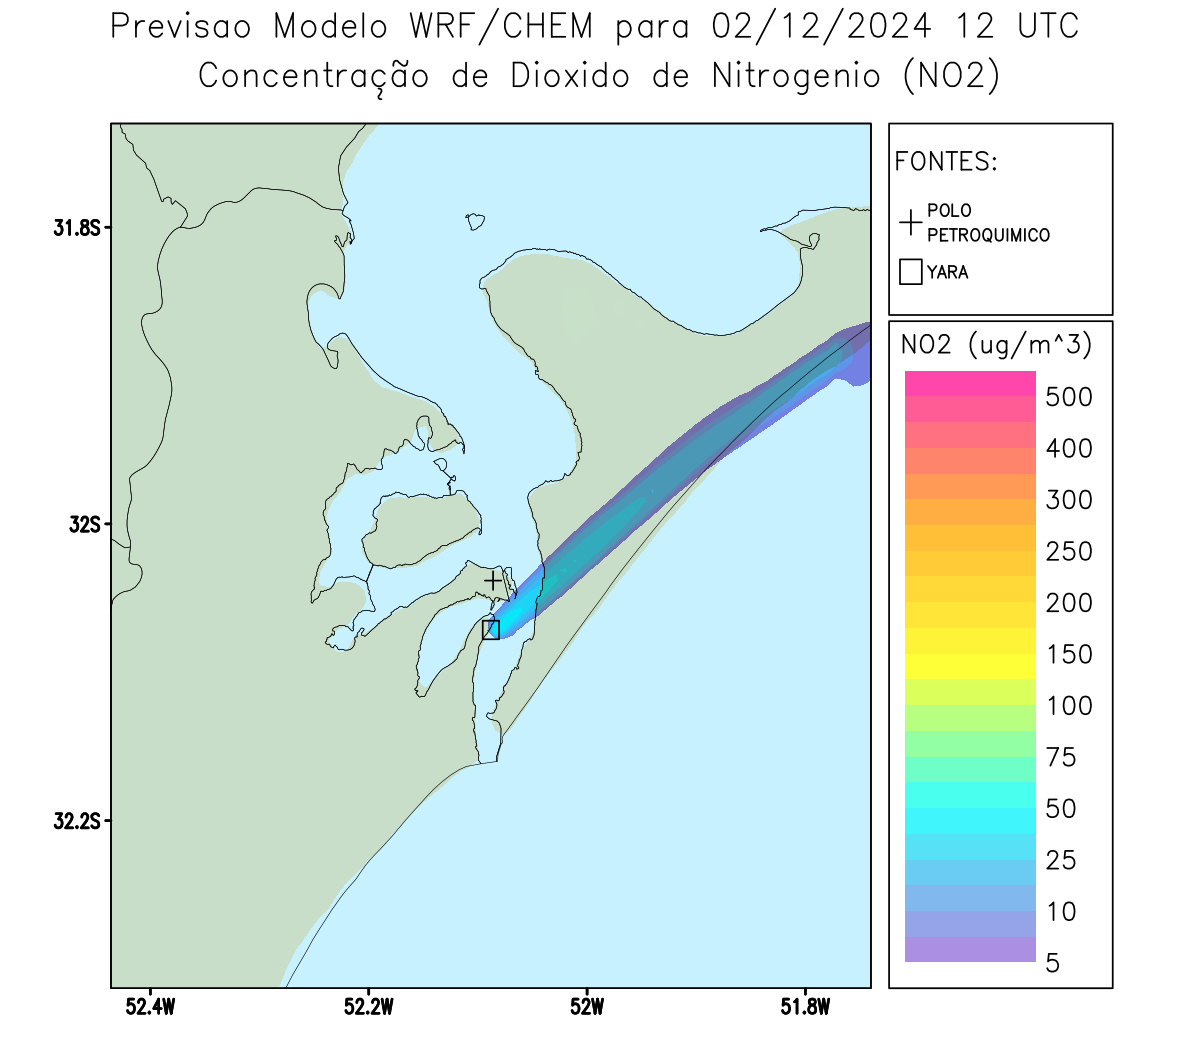 Previsao Modelo WRF/CHEM para 02/12/2024 12 UTC
Concentração de Dioxido de Nitrogenio (NO2)
FONTES:
POLO
PETROQUIMICO
YARA
NO2 (ug/m^3)
500
400
300
250
200
150
100
75
50
25
10
5
31.8S
32S
32.2S
52.4W
52.2W
52W
51.8W